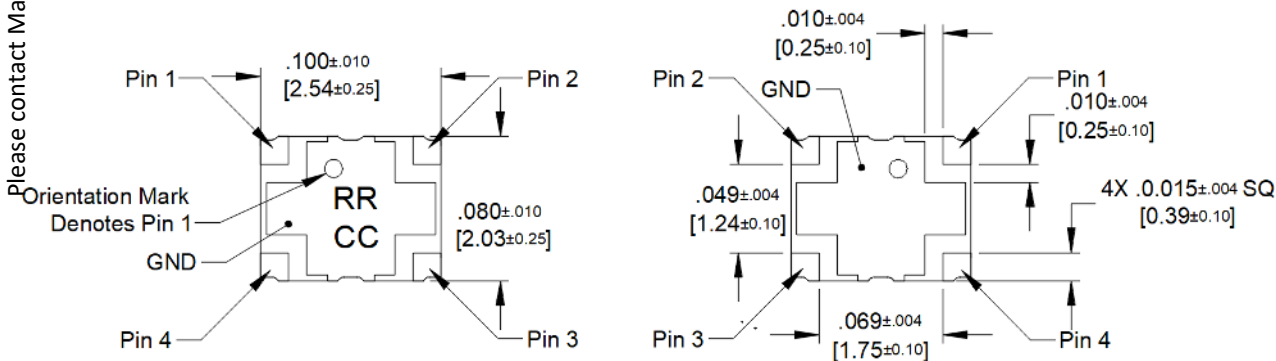 Please contact Ma
.100±.010
[2.54±0.25]
Pin 1
Pin 2
Orientation Mark
Denotes Pin 1
RR
CC
.080±.010
[2.03±0.25]
GND
Pin 4
Pin 3
.010±.004
[0.25±0.10]
Pin 2
GND
Pin 1
.010±.004
[0.25±0.10]
.049±.004
[1.24±0.10]
4X .0.015±.004 SQ
[0.39±0.10]
Pin 3
.069±.004
[1.75±0.10]
Pin 4